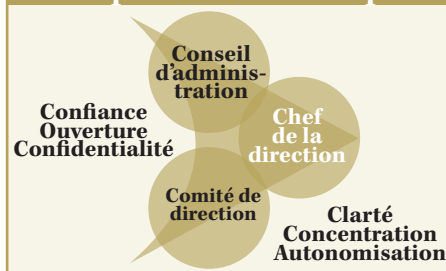 Conseil
d'adminis-
tration
Confiance
Ouverture
Confidentialité
Chef
de la
direction
Comité de
direction
Clarté
Concentration
Autonomisation